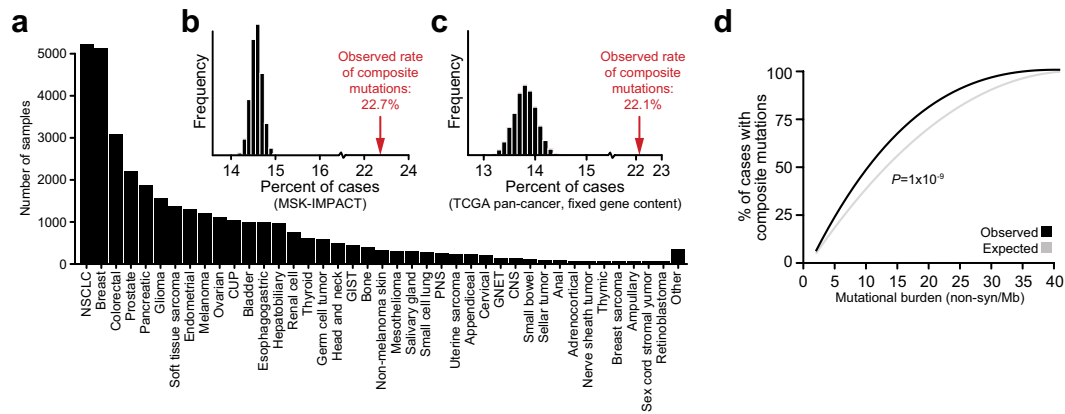 a
Number of samples
5000
4000
3000
2000
1000
0
NSCLC
Breast
Colorectal
Prostate
Pancreatic
Glioma
Soft tissue sarcoma
Endometrial
Melanoma
Ovarian
CUP
Bladder
Esophagogastric
Hepatobiliary
Renal cell
Thyroid
Germ cell tumor
Head and neck
GIST
Bone
Non-melanoma skin
Mesothelioma
Salivary gland
Small cell lung
PNS
Uterine sarcoma
Appendiceal
Cervical
GNET
CNS
Small bowel
Sellar tumor
Anal
Adrenocortical
Nerve sheath tumor
Thymic
Breast sarcoma
Ampullary
Sex cord stromal yumor
Retinoblastoma
Other
b
Frequency
Observed rate
of composite
mutations:
22.7%
14 15 16 22 24
Percent of cases
(MSK-IMPACT)
c
Frequency
Observed rate
of composite
mutations:
22.1%
13 14 15 22 23
Percent of cases
(TCGA pan-cancer, fixed gene content)
d
% of cases with
composite mutations
100
75
50
25
0
P=1x10-9
Observed
Expected
0 5 10 15 20 25 30 35 40
Mutational burden (non-syn/Mb)